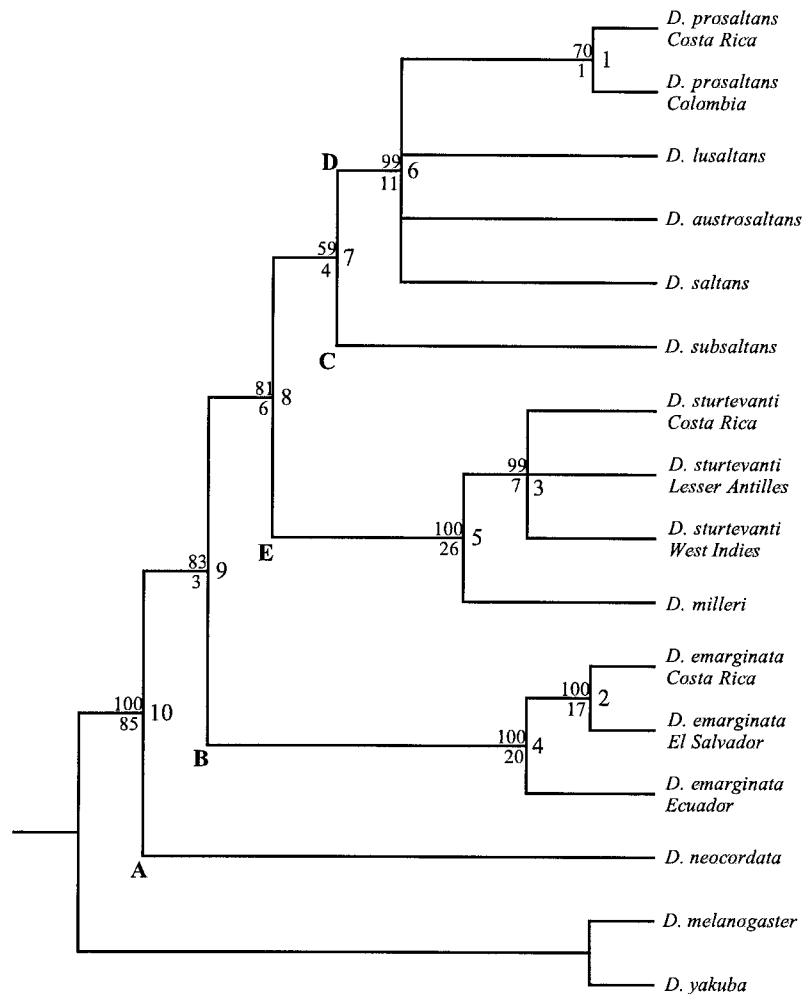 D. prosaltans
Costa Rica
70
1
1
D. prosaltans
Colombia
D. lusaltans
D
99
11
6
D. austrosaltans
59
4
7
D. saltans
D. subsaltans
C
81
6
8
D. sturtevanti
Costa Rica
99
7
3
D. sturtevanti
Lesser Antilles
100
26
5
D. sturtevanti
West Indies
E
83
3
9
D. milleri
D. emarginata
Costa Rica
100
17
2
100
85
10
D. emarginata
El Salvador
100
20
4
B
D. emarginata
Ecuador
D. neocordata
A
D. melanogaster
D. yakuba